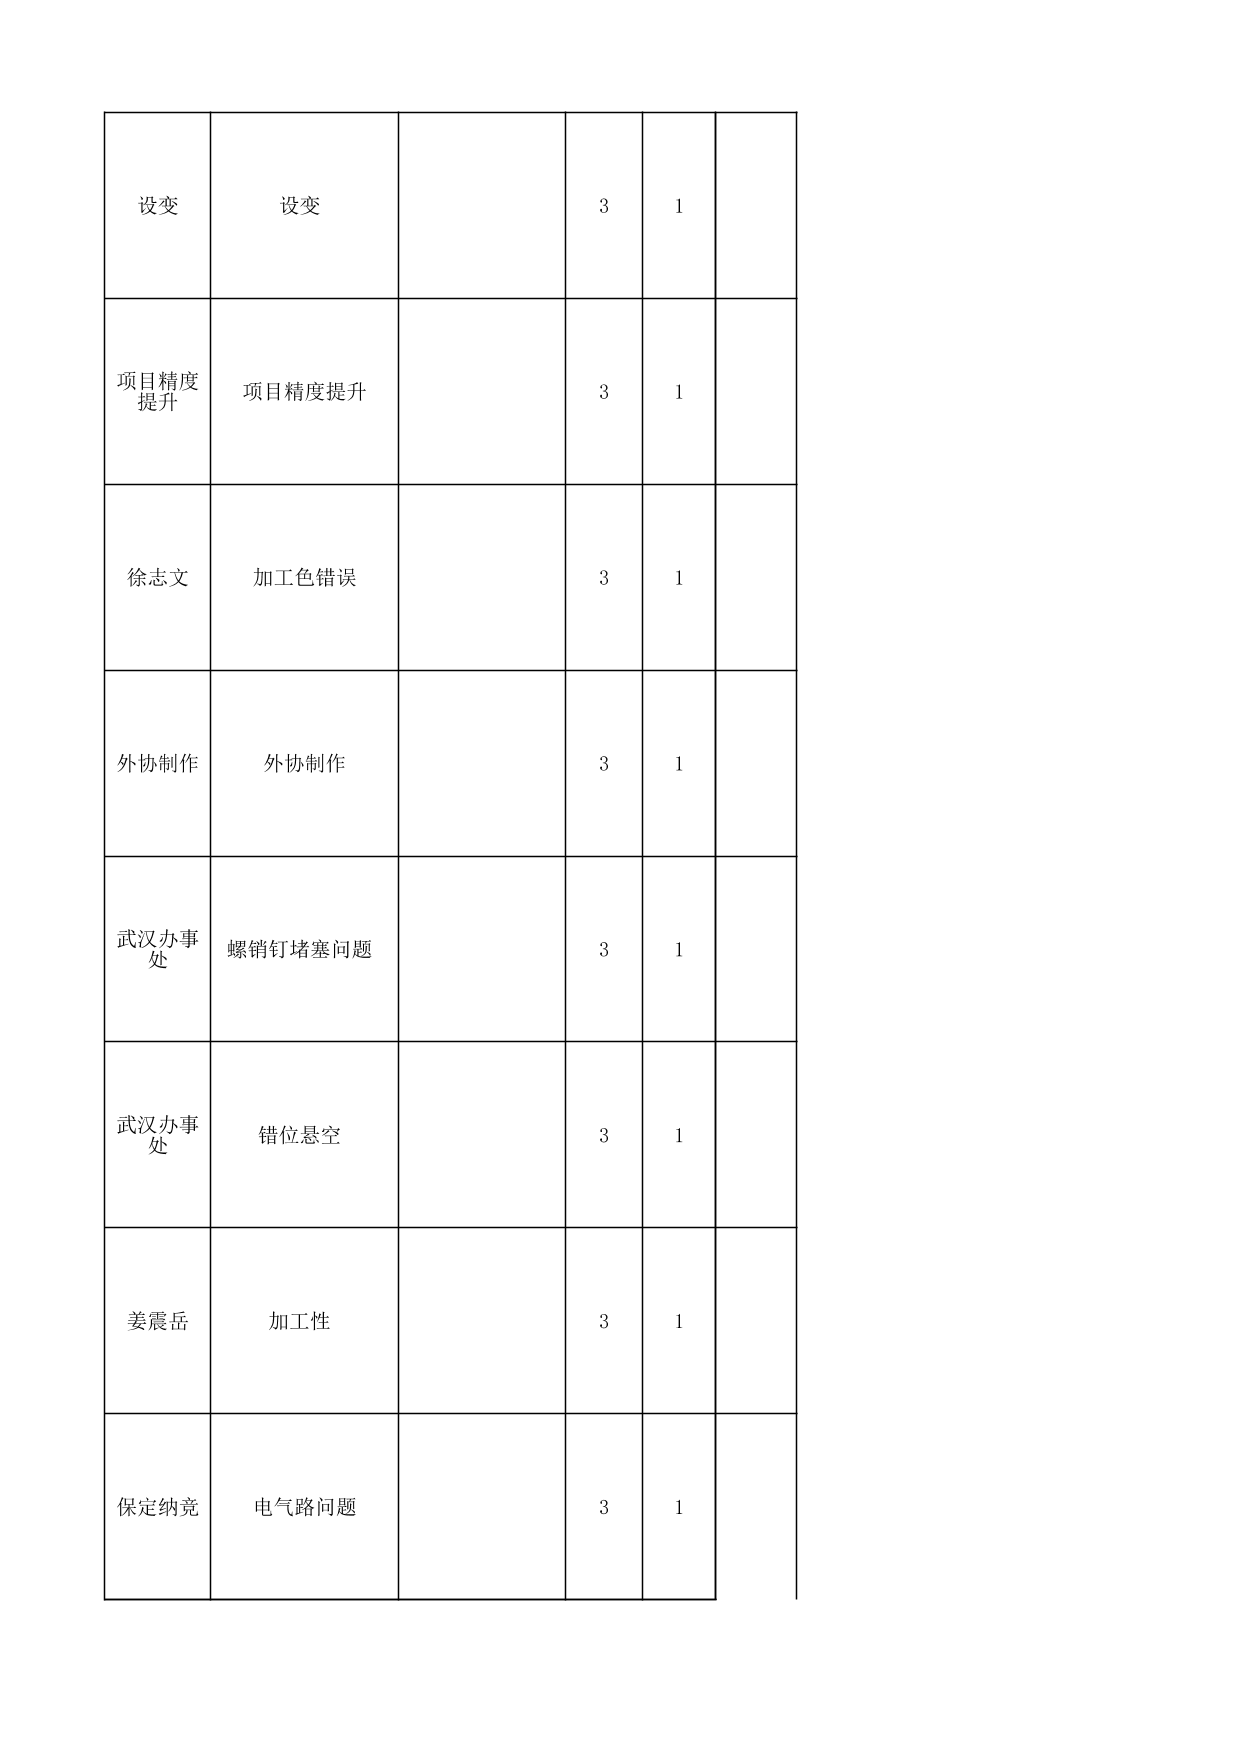 设变 设变 3 1
项目精度
提升 项目精度提升 3 1
徐志文 加工色错误 3 1
外协制作 外协制作 3 1
武汉办事
处 螺销钉堵塞问题 3 1
武汉办事
处 错位悬空 3 1
姜震岳 加工性 3 1
保定纳竞 电气路问题 3 1